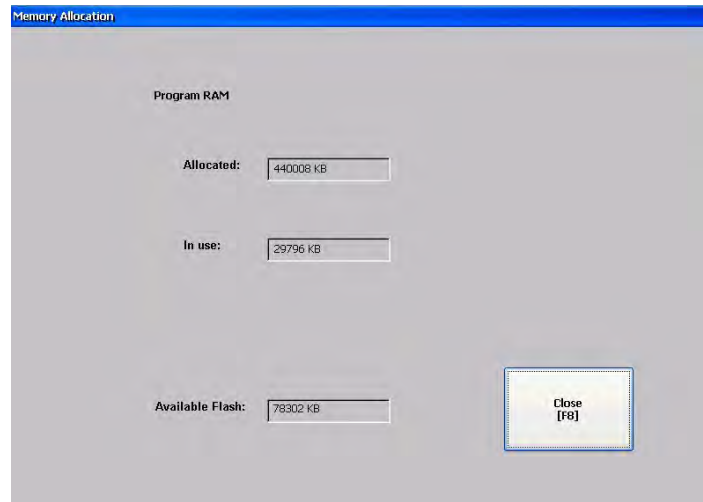 Memory Allocation
Program RAM
Allocated: 440008 KB
In use: 29796 KB
Available Flash: 78302 KB
Close
[F8]